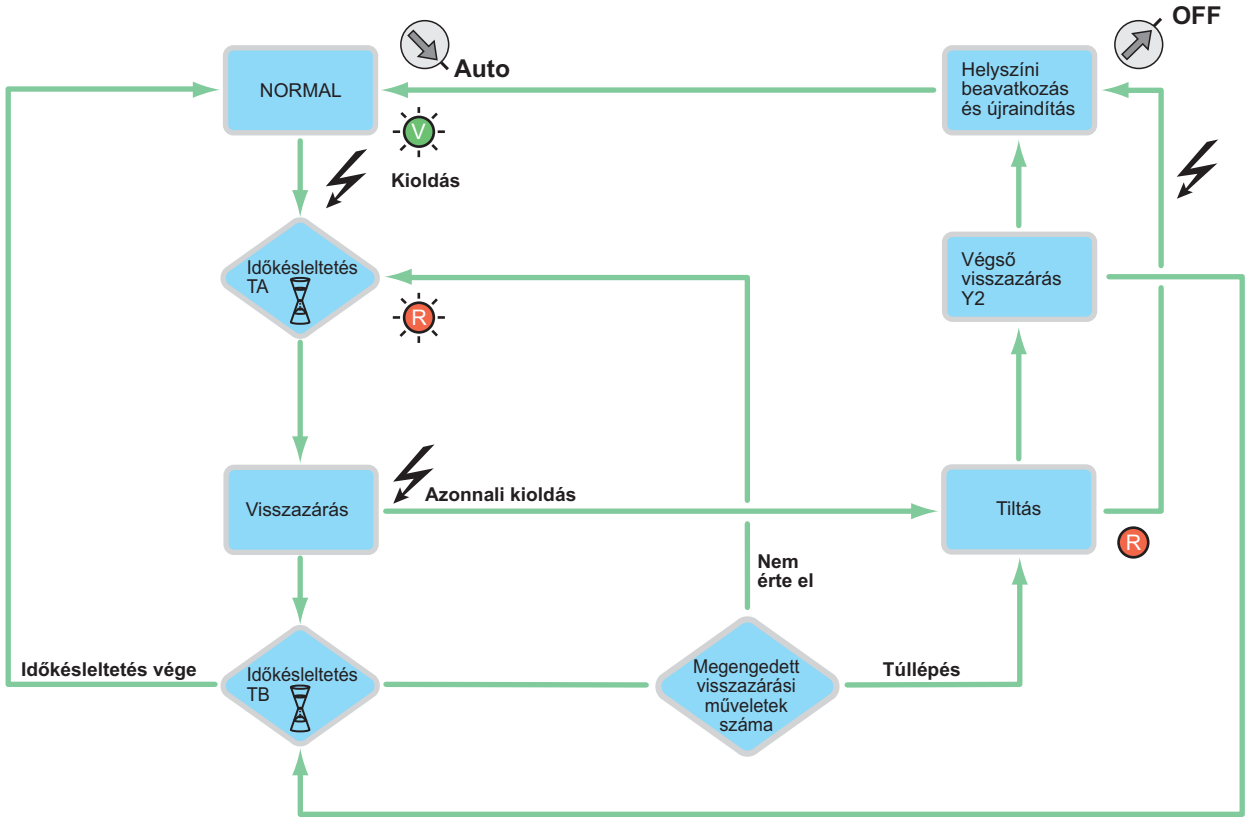 OFF
Auto
NORMAL
Helyszíni
beavatkozás
és újraindítás
V
Kioldás
Időkésleltetés
TA
R
Végső
visszazárás
Y2
Visszazárás
Azonnali kioldás
Tiltás
R
Nem
érte el
Időkésleltetés vége
Időkésleltetés
TB
Megengedett
visszazárási
műveletek
száma
Túllépés